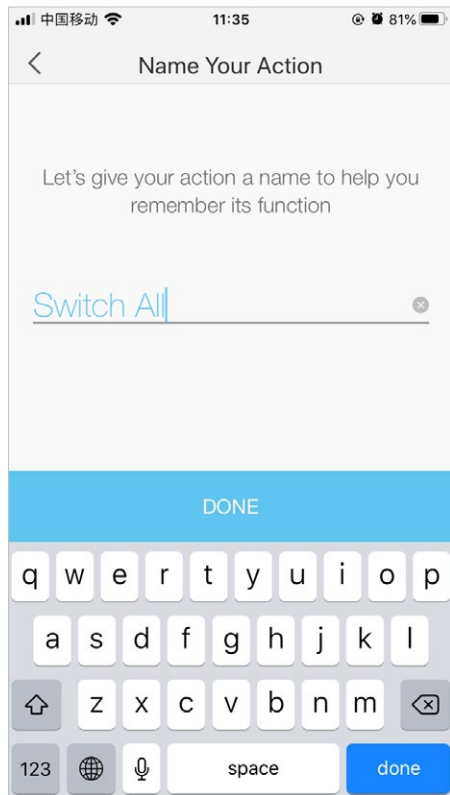 中国移动 11:35 81%
Name Your Action
Let's give your action a name to help you
remember its function
Switch All
DONE
q w e r t y u i o p
a s d f g h j k l
z x c v b n m
123 space done